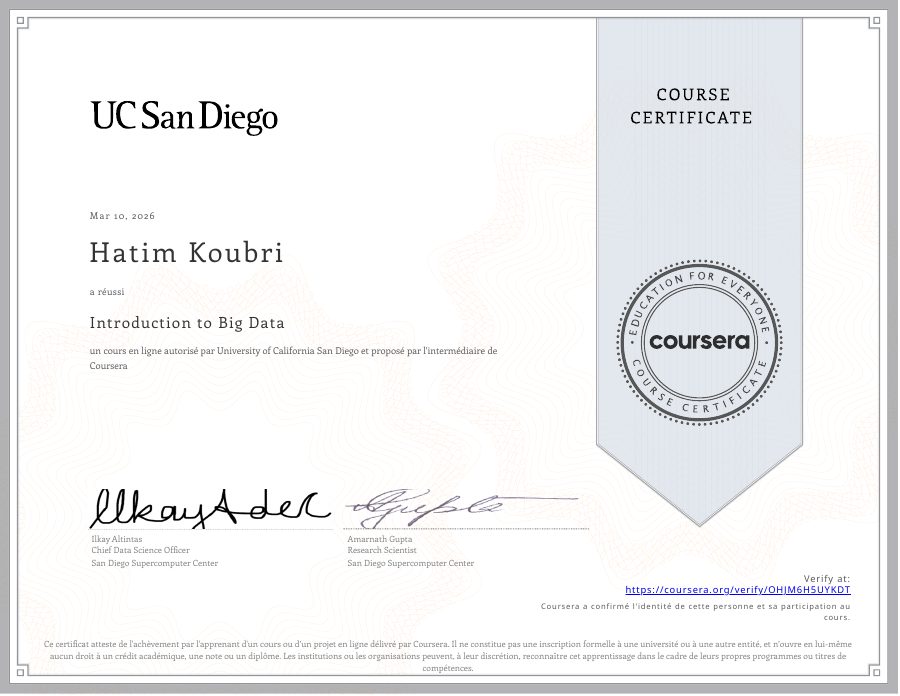 COURSE
CERTIFICATE
UC San Diego
Mar 10, 2026
Hatim Koubri
a réussi
Introduction to Big Data
un cours en ligne autorisé par University of California San Diego et proposé par l'intermédiaire de
Coursera
EDUCATION FOR EVERYONE
coursera
COURSE CERTIFICATE
Ilkay Altintas
Chief Data Science Officer
San Diego Supercomputer Center
Amarnath Gupta
Research Scientist
San Diego Supercomputer Center
Verify at:
https://coursera.org/verify/OHJM6H5UYKDT
Coursera a confirmé l'identité de cette personne et sa participation au
cours.
Ce certificat atteste de l'achèvement par l'apprenant d'un cours ou d'un projet en ligne délivré par Coursera. Il ne constitue pas une inscription formelle à une université ou à une autre entité, et n'ouvre en lui-même
aucun droit à un crédit académique, une note ou un diplôme. Les institutions ou les organisations peuvent, à leur discrétion, reconnaître cet apprentissage dans le cadre de leurs propres programmes ou titres de
compétences.